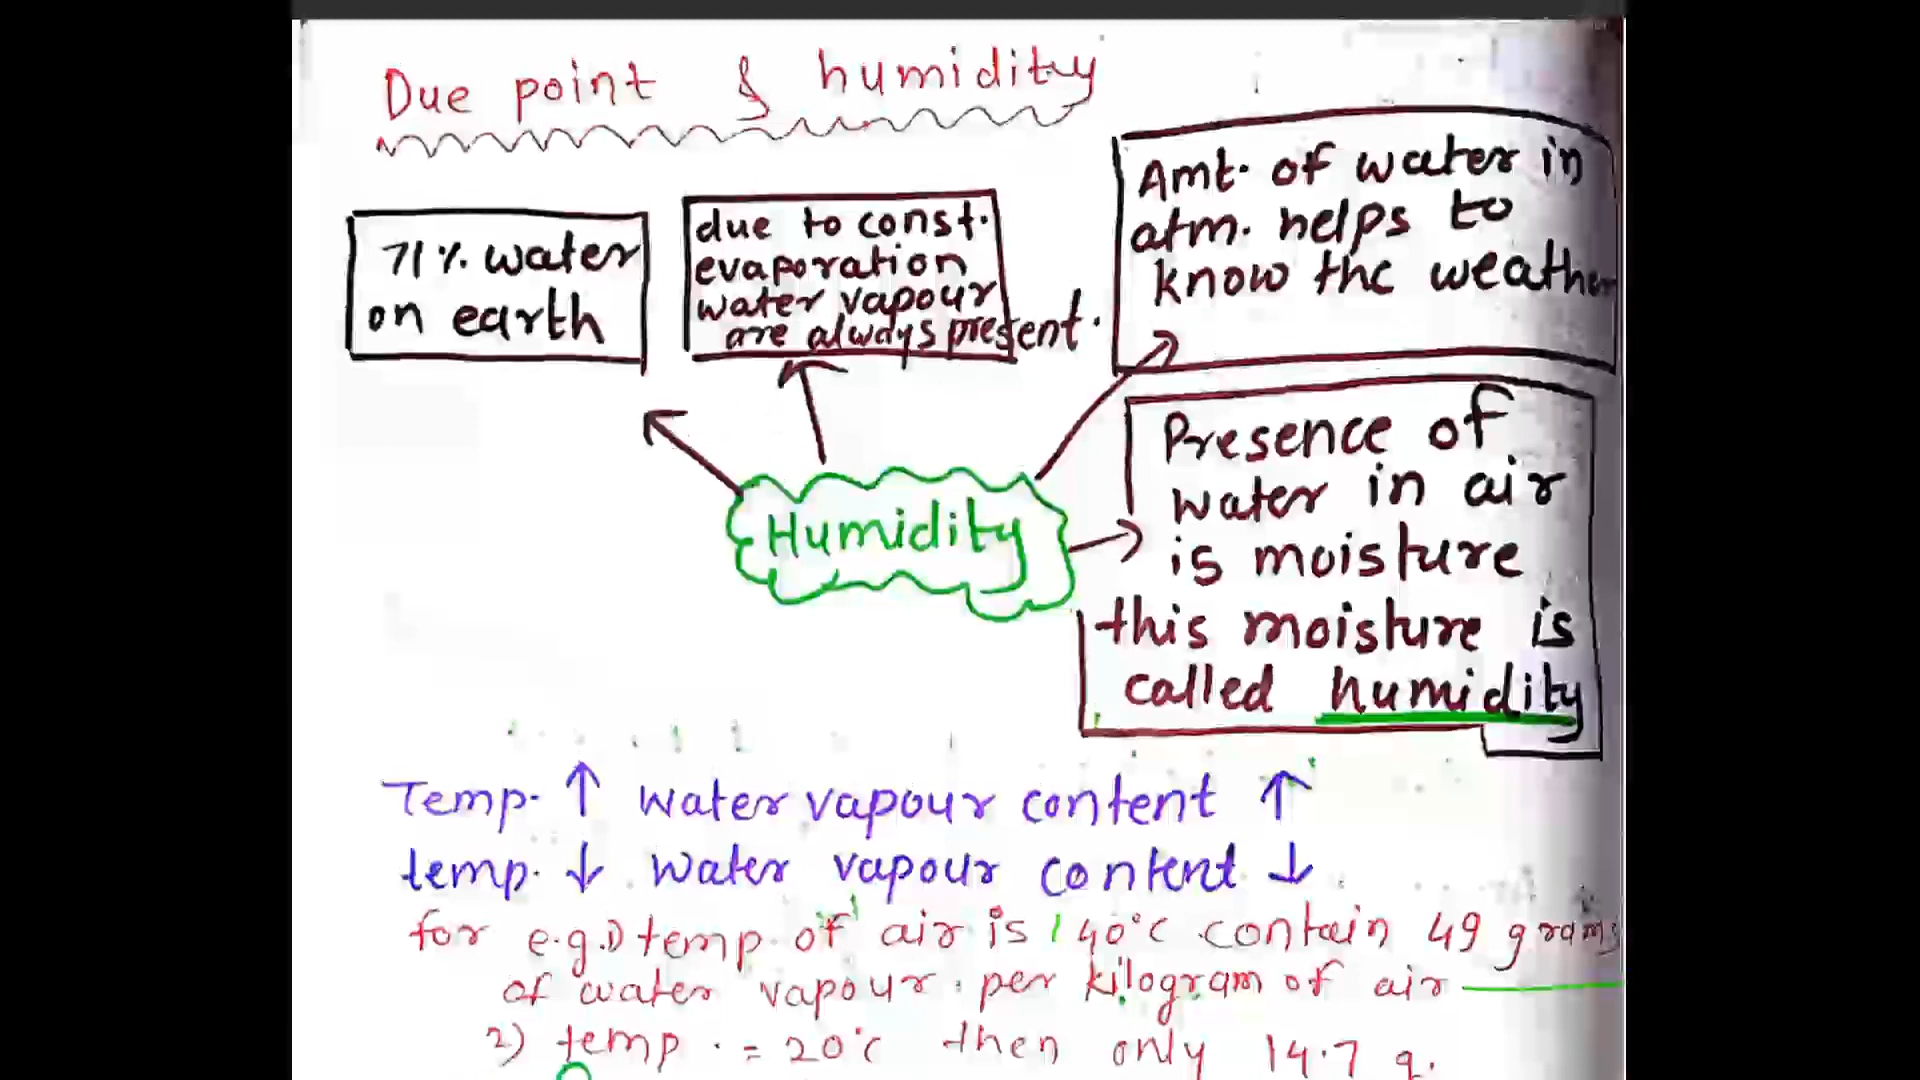 Due point & humidity
71% water
on earth
due to const.
evaporation
water vapour
are always present.
Amt. of water in
atm. helps to
know the weather
Presence of
water in air
is moisture
this moisture is
called humidity
Humidity
Temp. ↑ water vapour content ↑
temp. ↓ water vapour content ↓
for e.g.1) temp. of air is 40°C contain 49 grams
of water vapour per kilogram of air
2) temp. = 20°C then only 14.7 g.